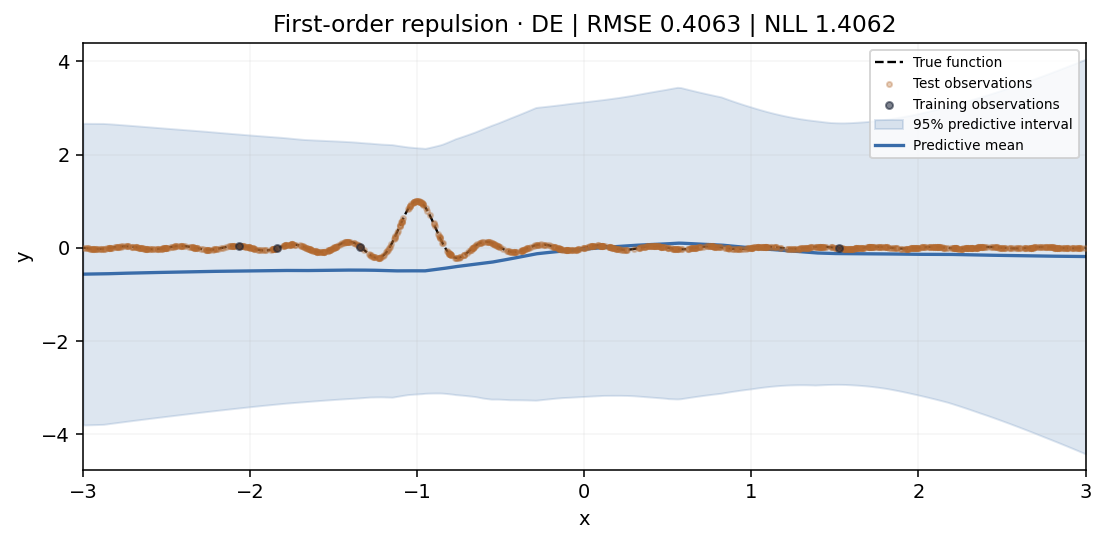 First-order repulsion · DE | RMSE 0.4063 | NLL 1.4062
True function
Test observations
Training observations
95% predictive interval
Predictive mean
y
4
2
0
−2
−4
−3
−2
−1
0
1
2
3
x